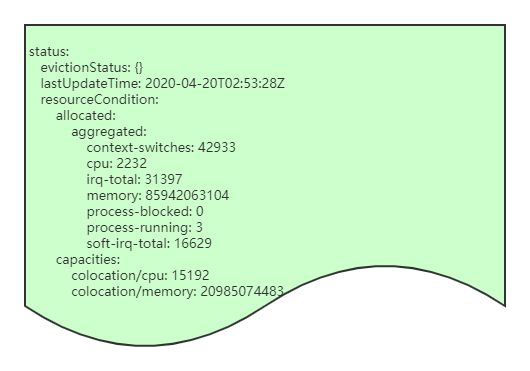 status:
evictionStatus: {}
lastUpdateTime: 2020-04-20T02:53:28Z
resourceCondition:
allocated:
aggregated:
context-switches: 42933
cpu: 2232
irq-total: 31397
memory: 85942063104
process-blocked: 0
process-running: 3
soft-irq-total: 16629
capacities:
colocation/cpu: 15192
colocation/memory: 20985074483